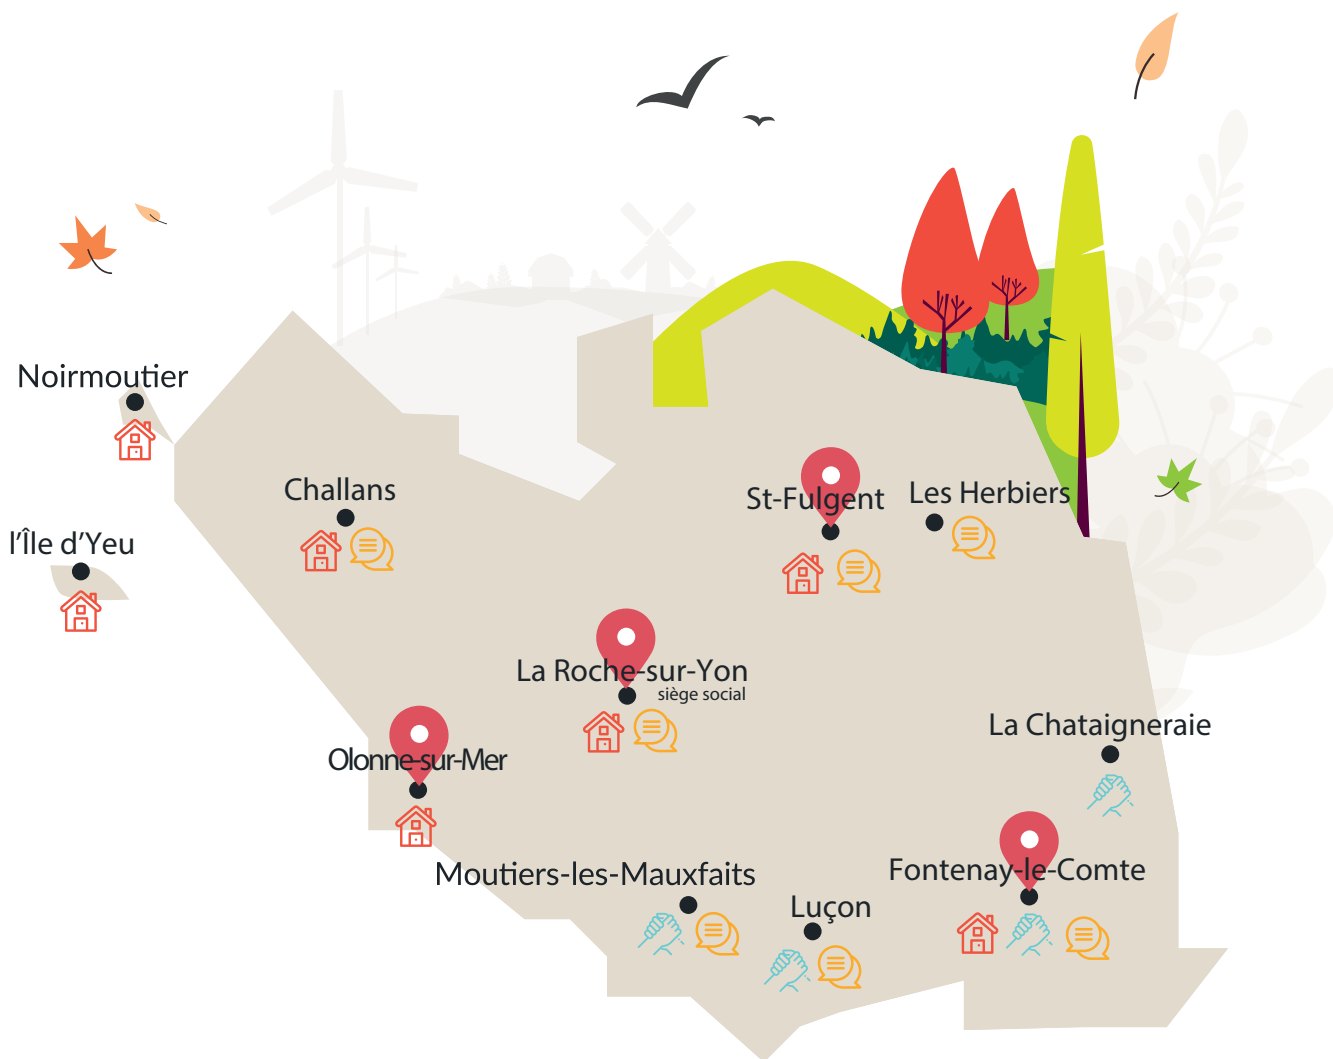 Noirmoutier
Challans
St-Fulgent
Les Herbiers
l'Île d'Yeu
La Roche-sur-Yon
siège social
La Chataigneraie
Olonne-sur-Mer
Moutiers-les-Mauxfaits
Fontenay-le-Comte
Luçon